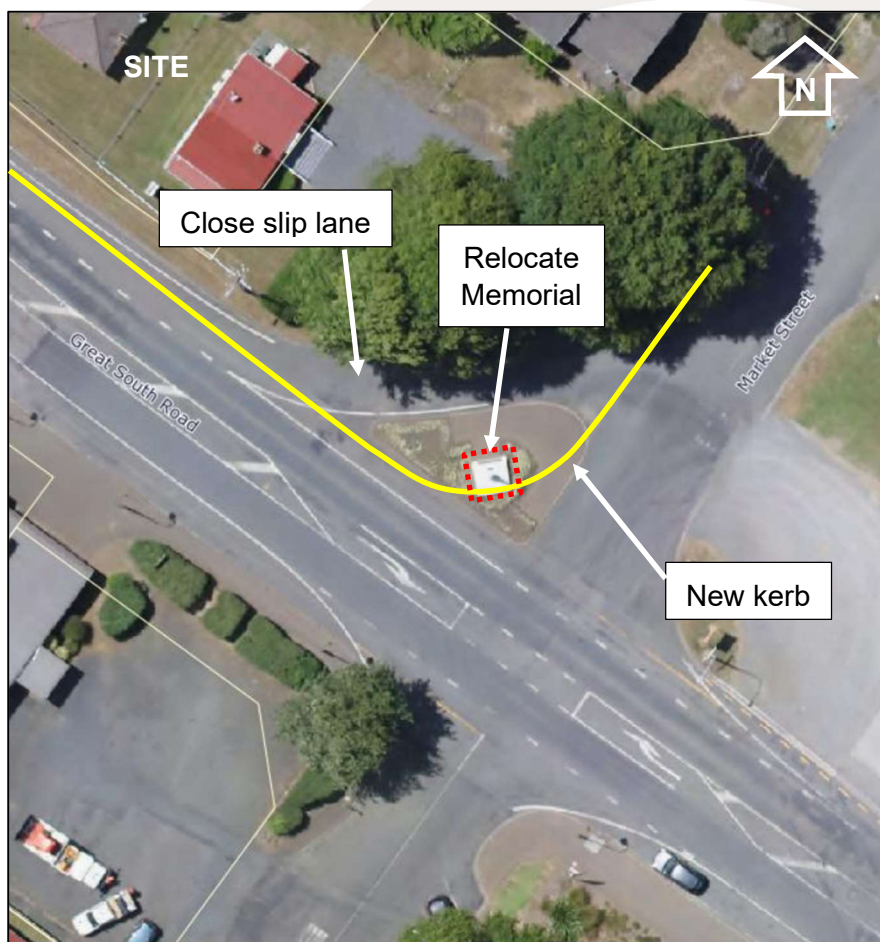 SITE
N
Close slip lane
Relocate
Memorial
Great South Road
Market Street
New kerb